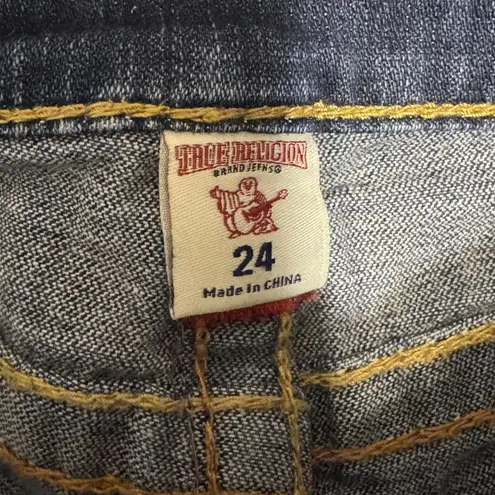 TRUE RELIGION
BRAND JEANS®
24
Made in CHINA